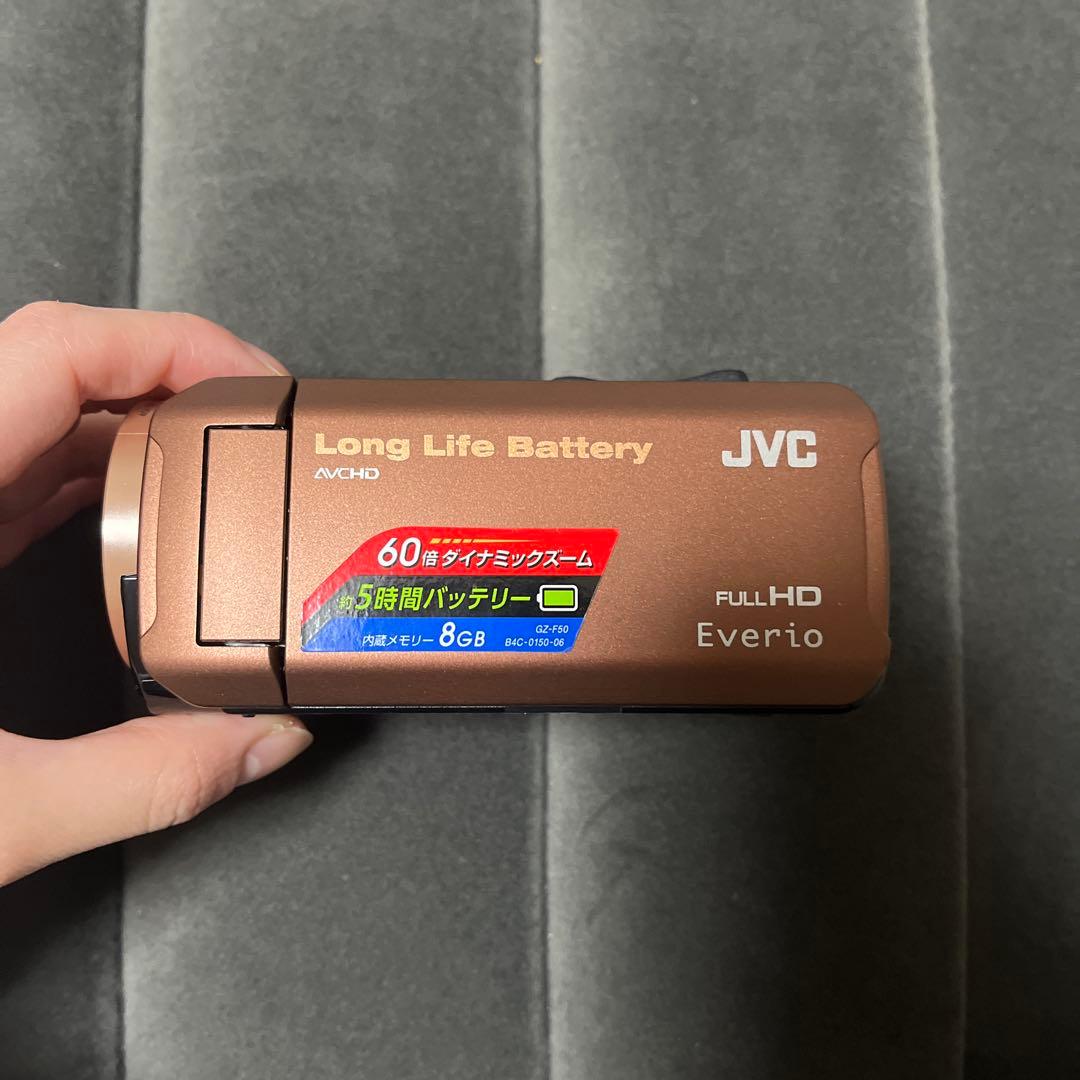 Long Life Battery
AVCHD
JVC
60倍 ダイナミックズーム
約5時間バッテリー
内蔵メモリー 8GB
GZ-F50
B4C-0150-06
FULL HD
Everio